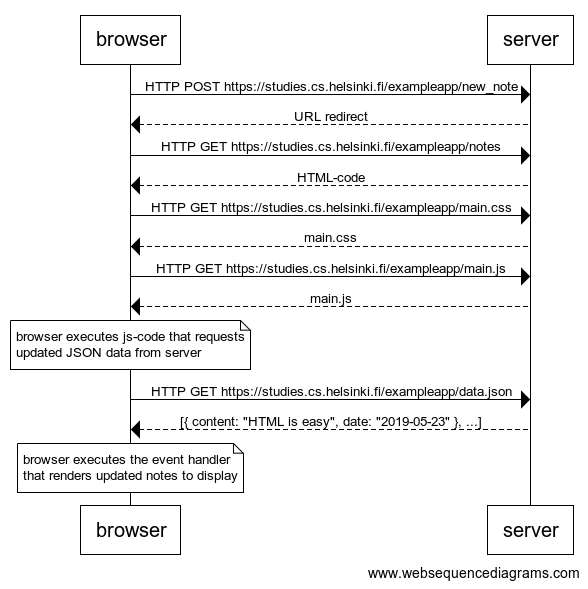 browser
server
HTTP POST https://studies.cs.helsinki.fi/exampleapp/new_note
URL redirect
HTTP GET https://studies.cs.helsinki.fi/exampleapp/notes
HTML-code
HTTP GET https://studies.cs.helsinki.fi/exampleapp/main.css
main.css
HTTP GET https://studies.cs.helsinki.fi/exampleapp/main.js
main.js
browser executes js-code that requests
updated JSON data from server
HTTP GET https://studies.cs.helsinki.fi/exampleapp/data.json
[{ content: "HTML is easy", date: "2019-05-23" }, ...]
browser executes the event handler
that renders updated notes to display
browser
server
www.websequencediagrams.com